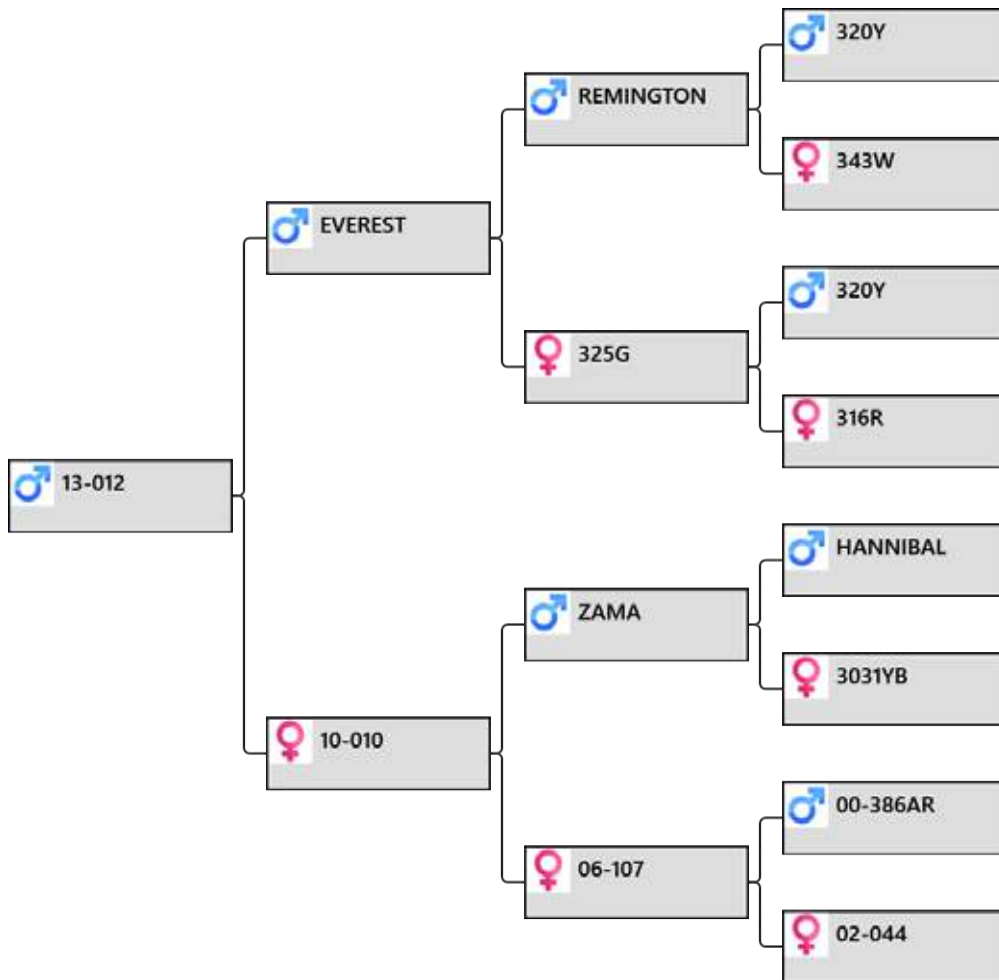 320Y
REMINGTON
343W
EVEREST
320Y
325G
316R
13-012
HANNIBAL
ZAMA
3031YB
10-010
00-386AR
06-107
02-044